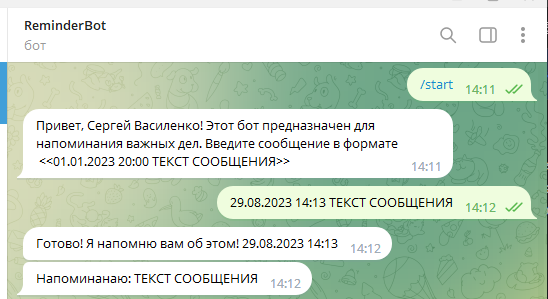 ReminderBot
бот
/start 14:11
Привет, Сергей Василенко! Этот бот предназначен для
напоминания важных дел. Введите сообщение в формате
<<01.01.2023 20:00 ТЕКСТ СООБЩЕНИЯ>>
14:11
29.08.2023 14:13 ТЕКСТ СООБЩЕНИЯ 14:12
Готово! Я напомню вам об этом! 29.08.2023 14:13 14:12
Напоминанаю: ТЕКСТ СООБЩЕНИЯ 14:12